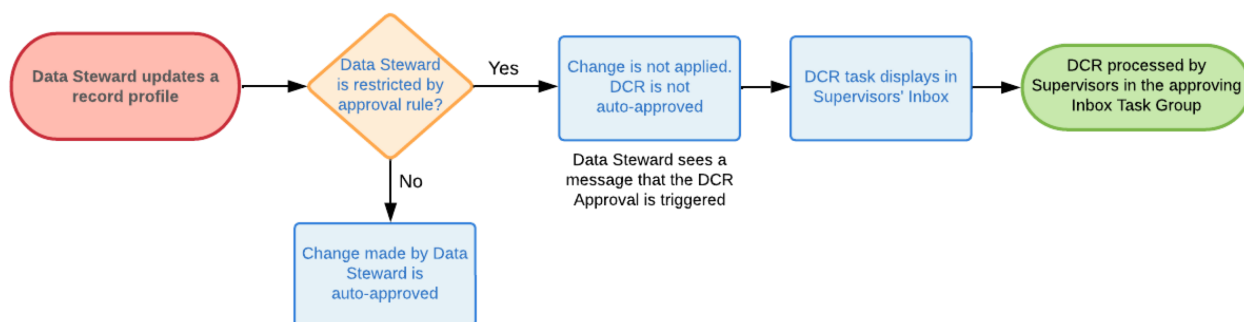 Data Steward updates a
record profile
Data Steward
is restricted by
approval rule?
Yes
Change is not applied.
DCR is not
auto-approved
DCR task displays in
Supervisors' Inbox
DCR processed by
Supervisors in the approving
Inbox Task Group
Data Steward sees a
message that the DCR
Approval is triggered
No
Change made by Data
Steward is
auto-approved